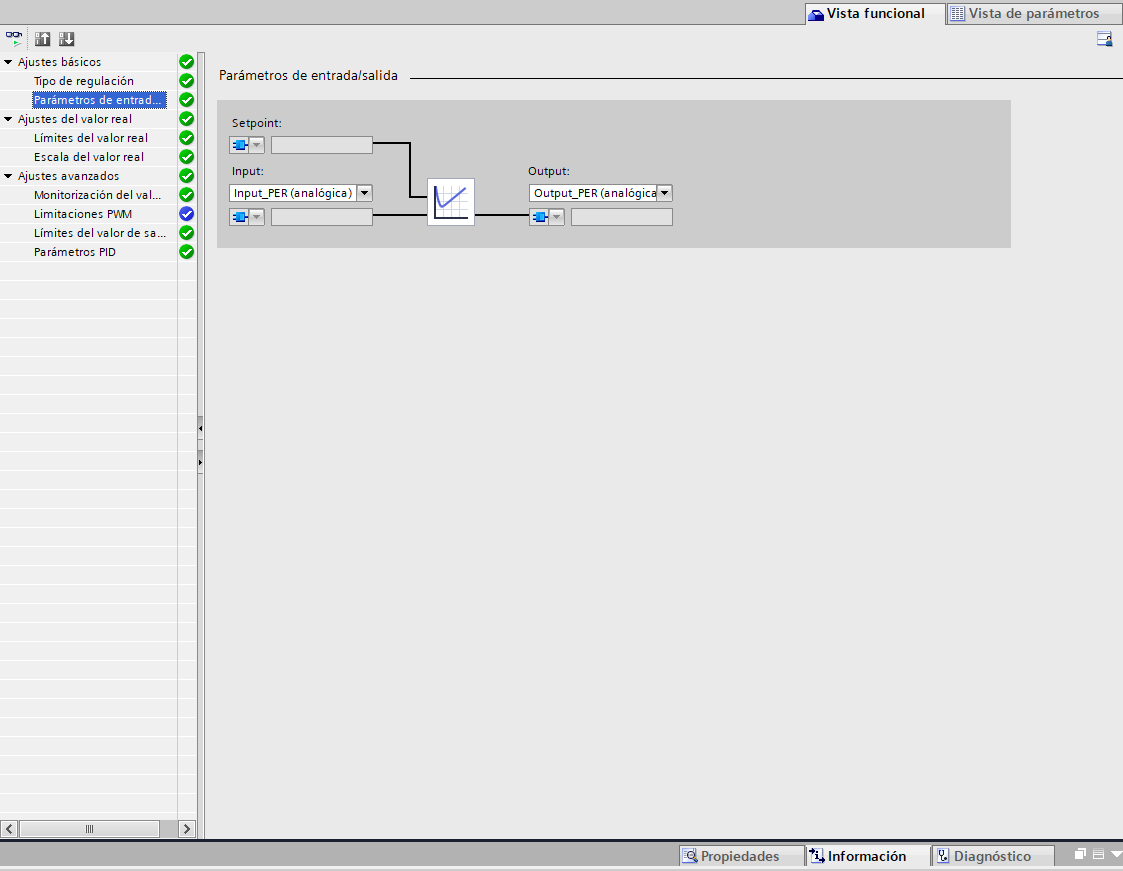 Vista funcional
Vista de parámetros
Ajustes básicos
Tipo de regulación
Parámetros de entrad...
Ajustes del valor real
Límites del valor real
Escala del valor real
Ajustes avanzados
Monitorización del val...
Limitaciones PWM
Límites del valor de sa...
Parámetros PID
Parámetros de entrada/salida
Setpoint:
Input:
Output:
Input_PER (analógica)
Output_PER (analógica
Propiedades
Información
Diagnóstico